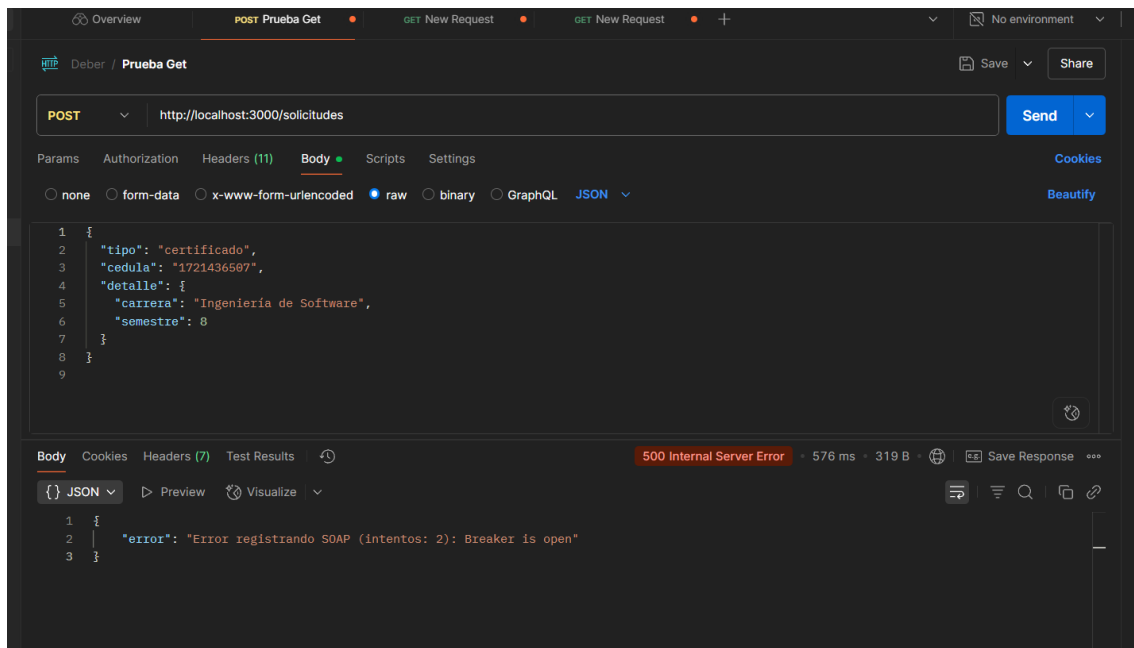 Overview POST Prueba Get GET New Request GET New Request No environment
HTTP Deber / Prueba Get Save Share
POST http://localhost:3000/solicitudes Send
Params Authorization Headers (11) Body Scripts Settings Cookies
none form-data x-www-form-urlencoded raw binary GraphQL JSON Beautify
1 {
2 "tipo": "certificado",
3 "cedula": "1721436507",
4 "detalle": {
5 "carrera": "Ingeniería de Software",
6 "semestre": 8
7 }
8 }
9
Body Cookies Headers (7) Test Results 500 Internal Server Error 576 ms 319 B e.g. Save Response
{} JSON Preview Visualize
1 {
2 "error": "Error registrando SOAP (intentos: 2): Breaker is open"
3 }